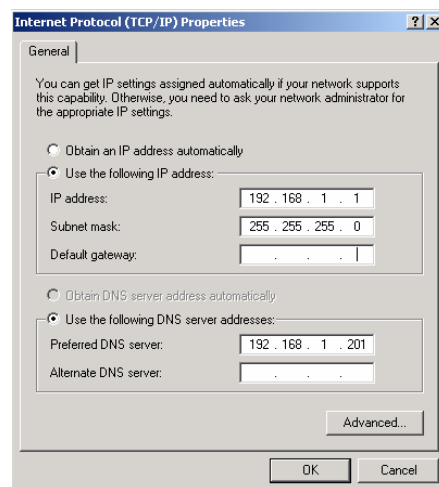 Internet Protocol (TCP/IP) Properties
General
You can get IP settings assigned automatically if your network supports
this capability. Otherwise, you need to ask your network administrator for
the appropriate IP settings.
Obtain an IP address automatically
Use the following IP address:
IP address: 192 . 168 . 1 . 1
Subnet mask: 255 . 255 . 255 . 0
Default gateway: . . .
Obtain DNS server address automatically
Use the following DNS server addresses:
Preferred DNS server: 192 . 168 . 1 . 201
Alternate DNS server: . . .
Advanced...
OK Cancel